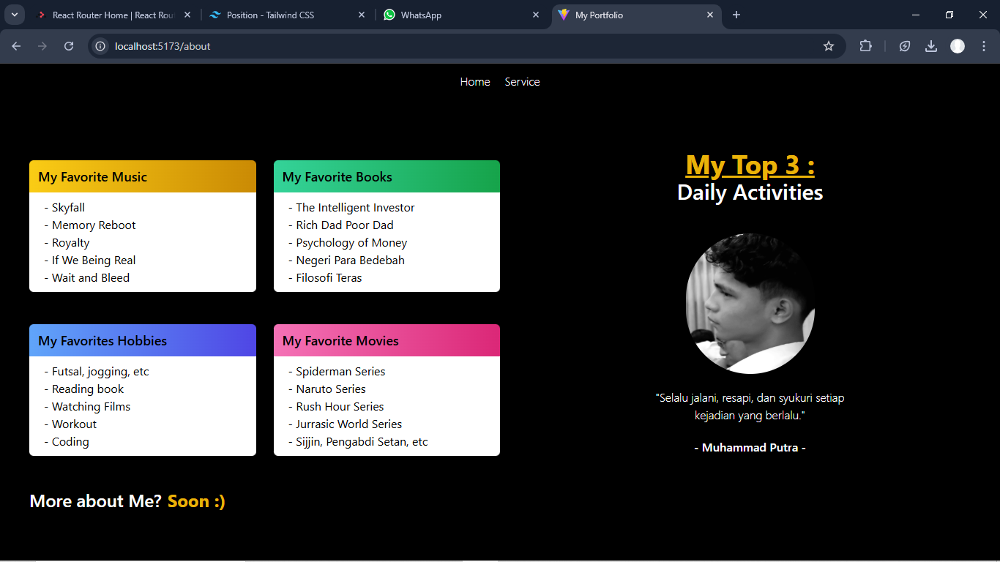 React Router Home | React Rou
Position - Tailwind CSS
WhatsApp
My Portfolio
localhost:5173/about
Home Service
My Favorite Music
- Skyfall
- Memory Reboot
- Royalty
- If We Being Real
- Wait and Bleed
My Favorite Books
- The Intelligent Investor
- Rich Dad Poor Dad
- Psychology of Money
- Negeri Para Bedebah
- Filosofi Teras
My Favorites Hobbies
- Futsal, jogging, etc
- Reading book
- Watching Films
- Workout
- Coding
My Favorite Movies
- Spiderman Series
- Naruto Series
- Rush Hour Series
- Jurrasic World Series
- Sijjin, Pengabdi Setan, etc
More about Me? Soon :)
My Top 3 :
Daily Activities
"Selalu jalani, resapi, dan syukuri setiap
kejadian yang berlalu."
- Muhammad Putra -